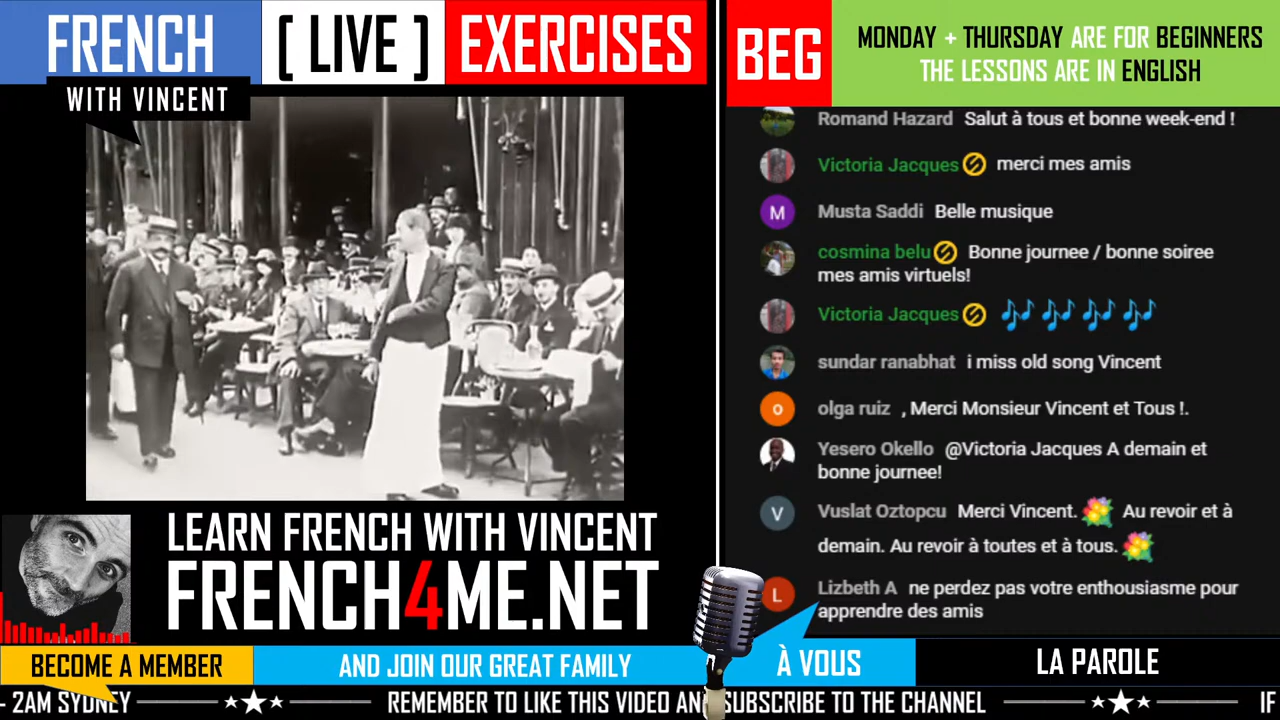 FRENCH
[ LIVE ]
EXERCISES
WITH VINCENT
BEG
MONDAY + THURSDAY ARE FOR BEGINNERS
THE LESSONS ARE IN ENGLISH
Romand Hazard Salut à tous et bonne week-end !
Victoria Jacques merci mes amis
M
Musta Saddi Belle musique
cosmina belu Bonne journee / bonne soiree
mes amis virtuels!
Victoria Jacques 🎶 🎶 🎶 🎶
sundar ranabhat i miss old song Vincent
o
olga ruiz , Merci Monsieur Vincent et Tous !.
Yesero Okello @Victoria Jacques A demain et
bonne journee!
V
Vuslat Oztopcu Merci Vincent. 💐 Au revoir et à
demain. Au revoir à toutes et à tous. 💐
L
Lizbeth A ne perdez pas votre enthousiasme pour
apprendre des amis
LEARN FRENCH WITH VINCENT
FRENCH4ME.NET
BECOME A MEMBER
AND JOIN OUR GREAT FAMILY
À VOUS
LA PAROLE
- 2AM SYDNEY
REMEMBER TO LIKE THIS VIDEO AND SUBSCRIBE TO THE CHANNEL
IF